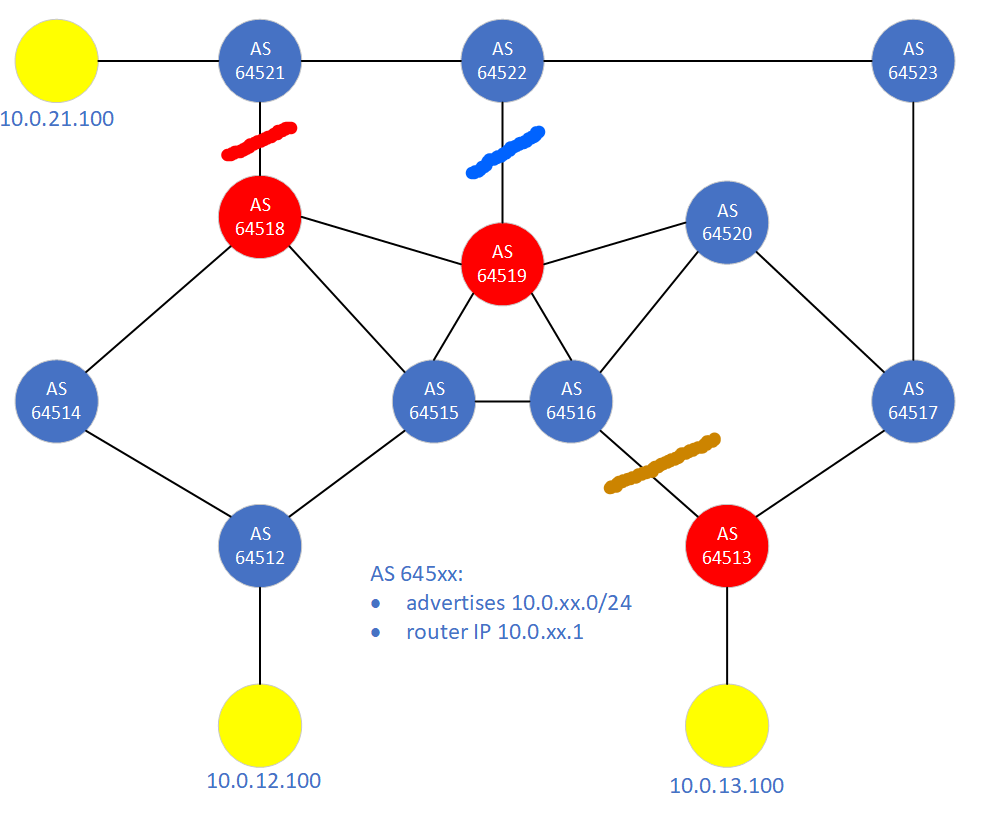 AS
64521
AS
64522
AS
64523
10.0.21.100
AS
64518
AS
64519
AS
64520
AS
64514
AS
64515
AS
64516
AS
64517
AS
64512
AS
64513
AS 645xx:
• advertises 10.0.xx.0/24
• router IP 10.0.xx.1
10.0.12.100
10.0.13.100